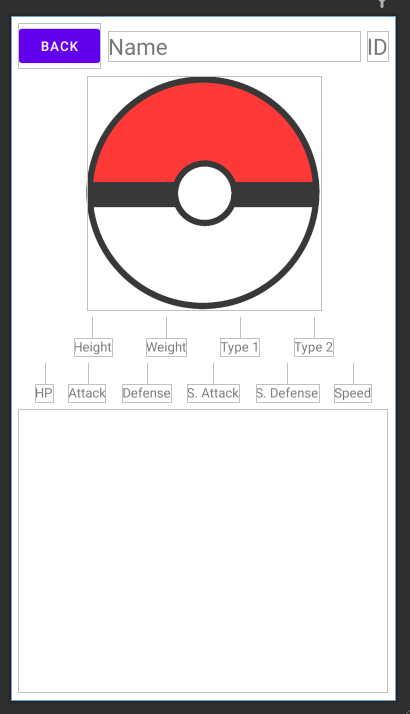 BACK Name ID
Height Weight Type 1 Type 2
HP Attack Defense S. Attack S. Defense Speed